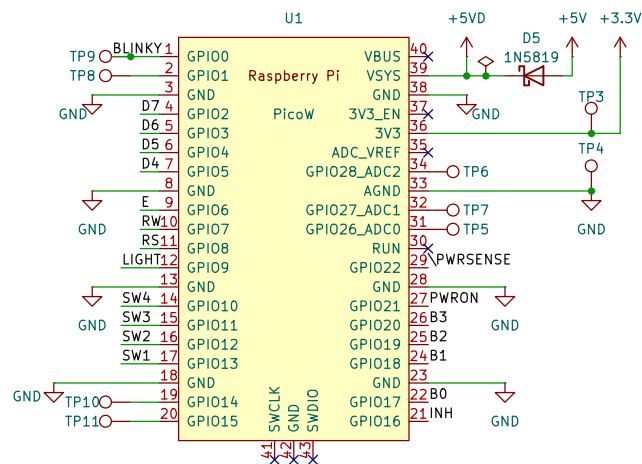 U1
+5VD
+5V
+3.3V
D5
1N5819
TP9
BLINKY
1
GPIO00
VBUS
40
TP8
2
GPIO1
Raspberry Pi
VSYS
39
3
GND
GND
38
GND
GND
D7
4
GPIO2
PicoW
3V3_EN
37
TP3
D6
5
GPIO3
3V3
36
D5
6
GPIO4
ADC_VREF
35
TP4
D4
7
GPIO5
GPIO28_ADC2
34
TP6
8
GND
AGND
33
GND
GND
E
9
GPIO6
GPIO27_ADC1
32
TP7
RW
10
GPIO7
GPIO26_ADC0
31
TP5
RS
11
GPIO8
RUN
30
LIGHT
12
GPIO9
GPIO22
29
\PWRSENSE
13
GND
GND
28
GND
GND
SW4
14
GPIO10
GPIO21
27
PWRON
SW3
15
GPIO11
GPIO20
26
B3
SW2
16
GPIO12
GPIO19
25
B2
SW1
17
GPIO13
GPIO18
24
B1
18
GND
GND
23
GND
GND
TP10
19
GPIO14
GPIO17
22
B0
TP11
20
GPIO15
GPIO16
21
INH
SWCLK
GND
SWDIO
41
42
43